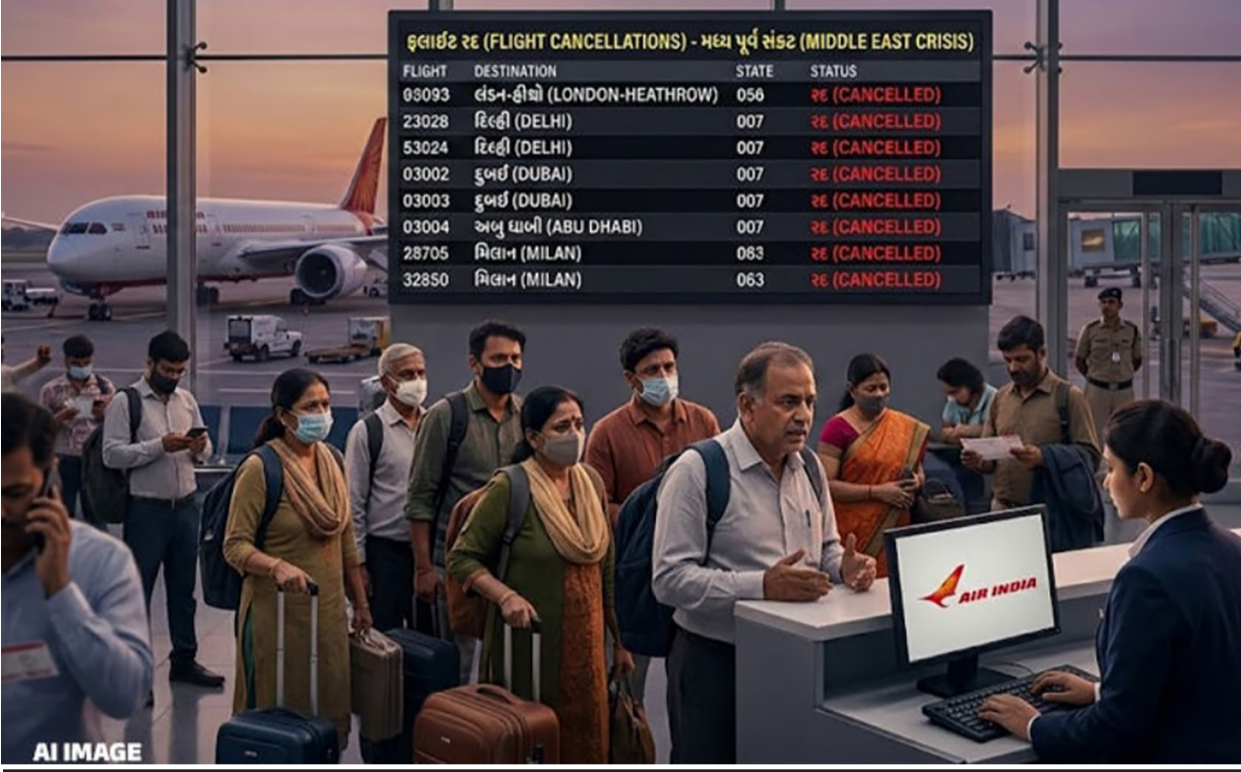 ફલાઈટ રદ (FLIGHT CANCELLATIONS) - મધ્ય પૂર્વ સંકટ (MIDDLE EAST CRISIS)
FLIGHT DESTINATION STATE STATUS
લંડન-હીથ્રો (LONDON-HEATHROW) રદ (CANCELLED)
23028 દિલ્હી (DELHI) 007 રદ (CANCELLED)
53024 દિલ્હી (DELHI) 007 રદ (CANCELLED)
03002 દુબઈ (DUBAI) 007 રદ (CANCELLED)
03003 દુબઈ (DUBAI) 007 રદ (CANCELLED)
03004 અબુ ધાબી (ABU DHABI) 007 રદ (CANCELLED)
28705 મિલાન (MILAN) 063 રદ (CANCELLED)
32850 મિલાન (MILAN) 063 રદ (CANCELLED)
AIR INDIA
AI IMAGE